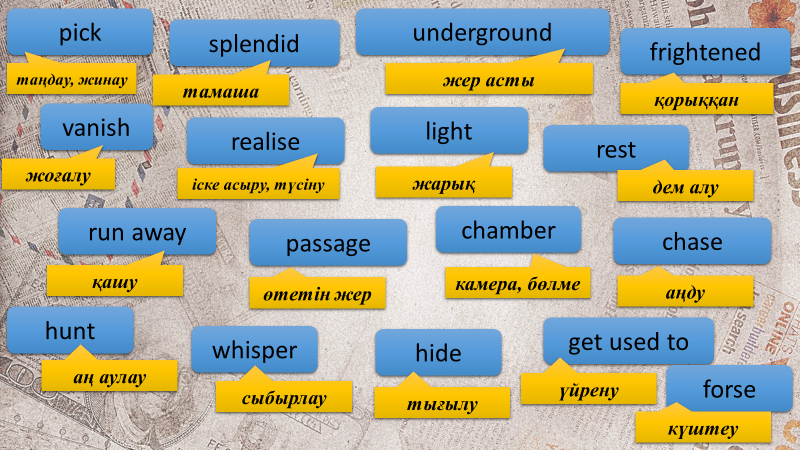 pick
таңдау, жинау
splendid
тамаша
underground
жер асты
frightened
қорыққан
vanish
жоғалу
realise
іске асыру, түсіну
light
жарық
rest
дем алу
run away
қашу
passage
өтетін жер
chamber
камера, бөлме
chase
аңду
hunt
аң аулау
whisper
сыбырлау
hide
тығылу
get used to
үйрену
forse
күштеу